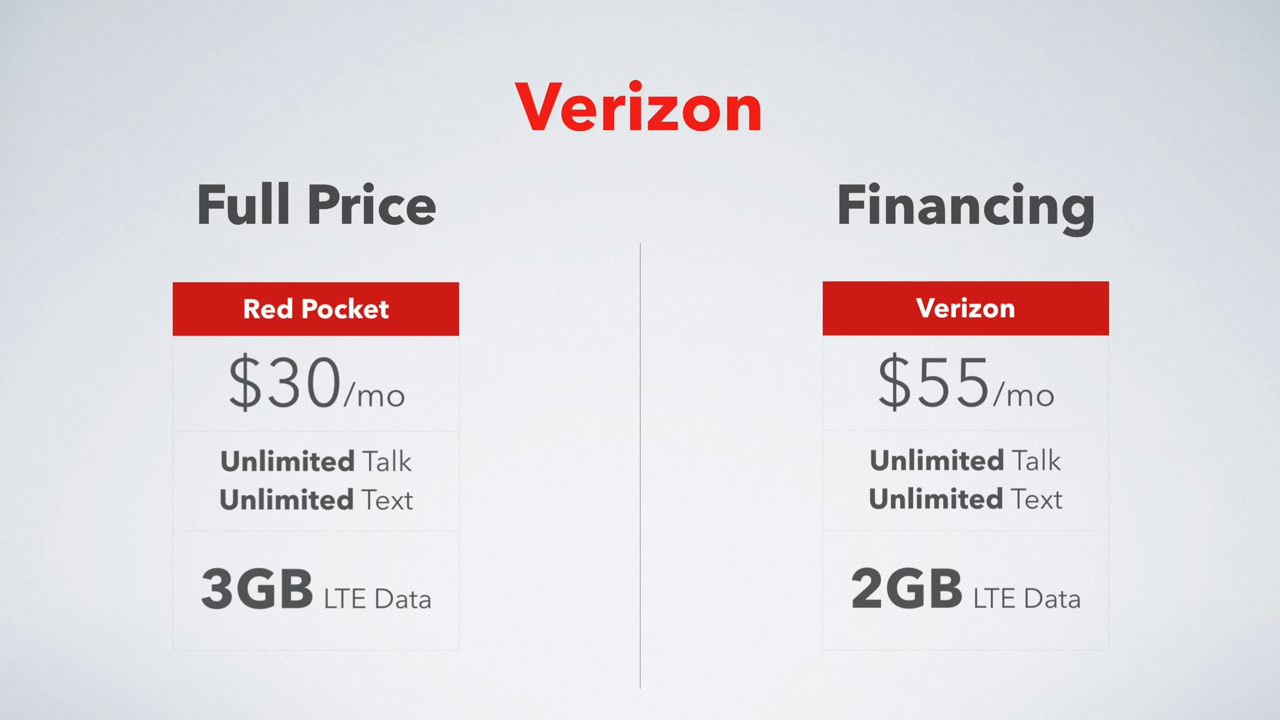 Verizon
Full Price
Red Pocket
$30/mo
Unlimited Talk
Unlimited Text
3GB LTE Data
Financing
Verizon
$55/mo
Unlimited Talk
Unlimited Text
2GB LTE Data